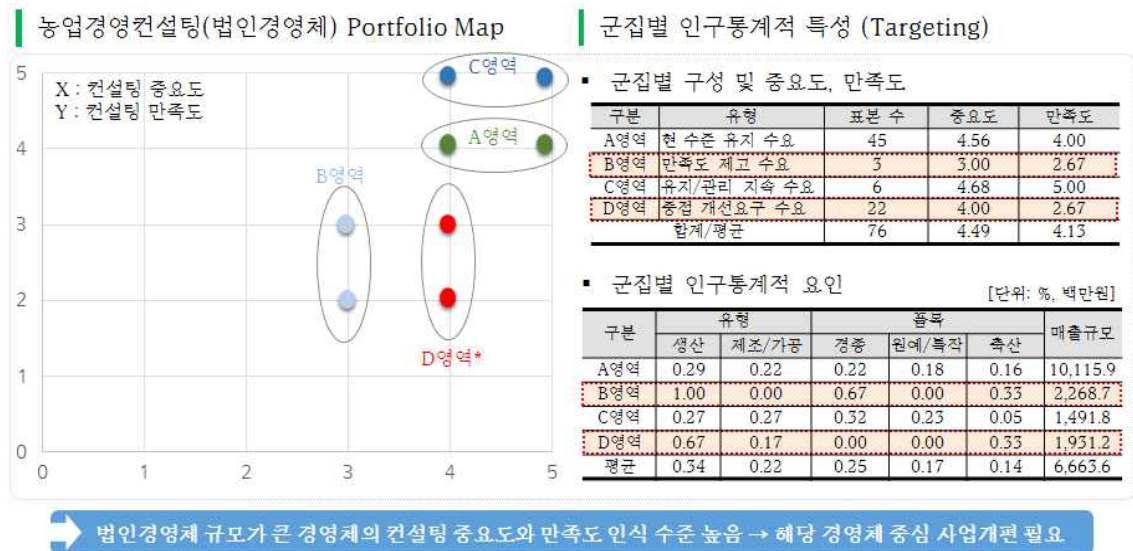 농업경영컨설팅(법인경영체) Portfolio Map
X : 컨설팅 중요도
Y : 컨설팅 만족도
5
4
3
2
1
0
0 1 2 3 4 5
C영역
A영역
B영역
D영역*
군집별 인구통계적 특성 (Targeting)
▪ 군집별 구성 및 중요도, 만족도
구분 유형 표본 수 중요도 만족도
A영역 현 수준 유지 수요 45 4.56 4.00
B영역 만족도 제고 수요 3 3.00 2.67
C영역 유지/관리 지속 수요 6 4.68 5.00
D영역 중점 개선요구 수요 22 4.00 2.67
합계/평균 76 4.49 4.13
▪ 군집별 인구통계적 요인
[단위: %, 백만원]
구분 유형 품목 매출규모
생산 제조/가공 경종 원예/특작 축산
A영역 0.29 0.22 0.22 0.18 0.16 10,115.9
B영역 1.00 0.00 0.67 0.00 0.33 2,268.7
C영역 0.27 0.27 0.32 0.23 0.05 1,491.8
D영역 0.67 0.17 0.00 0.00 0.33 1,931.2
평균 0.34 0.22 0.25 0.17 0.14 6,663.6
법인경영체 규모가 큰 경영체의 컨설팅 중요도와 만족도 인식 수준 높음 → 해당 경영체 중심 사업개편 필요